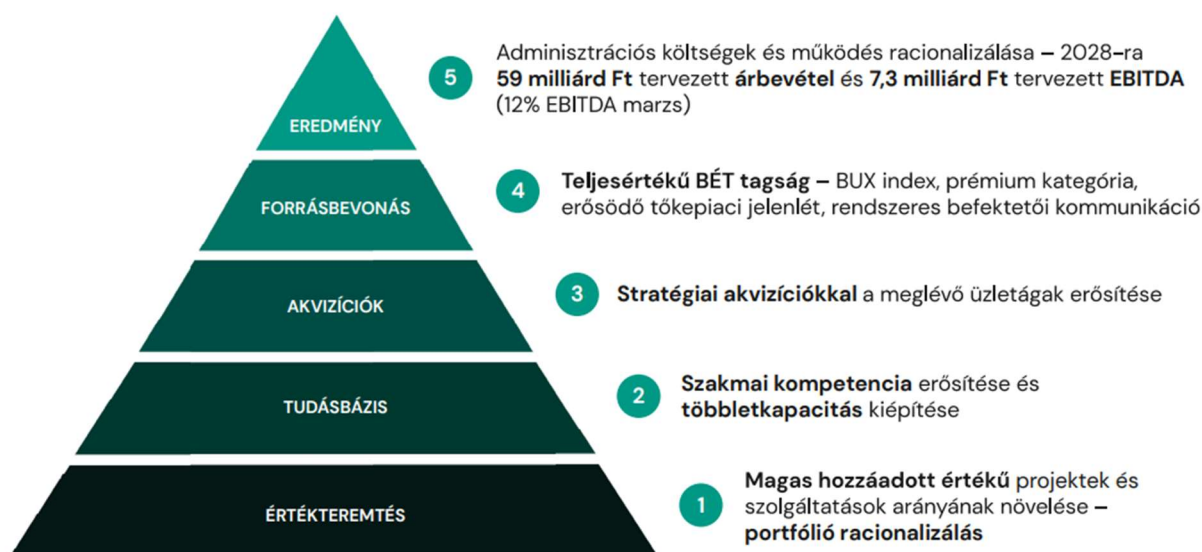 5
Adminisztrációs költségek és működés racionalizálása – 2028-ra
59 milliárd Ft tervezett árbevétel és 7,3 milliárd Ft tervezett EBITDA
(12% EBITDA marzs)
EREDMÉNY
4
Teljesértékű BÉT tagság – BUX index, prémium kategória,
erősödő tőkepiaci jelenlét, rendszeres befektetői kommunikáció
FORRÁSBEVONÁS
3
Stratégiai akvizíciókkal a meglévő üzletágak erősítése
AKVIZÍCIÓK
2
Szakmai kompetencia erősítése és
többletkapacitás kiépítése
TUDÁSBÁZIS
1
Magas hozzáadott értékű projektek és
szolgáltatások arányának növelése –
portfólió racionalizálás
ÉRTÉKTEREMTÉS